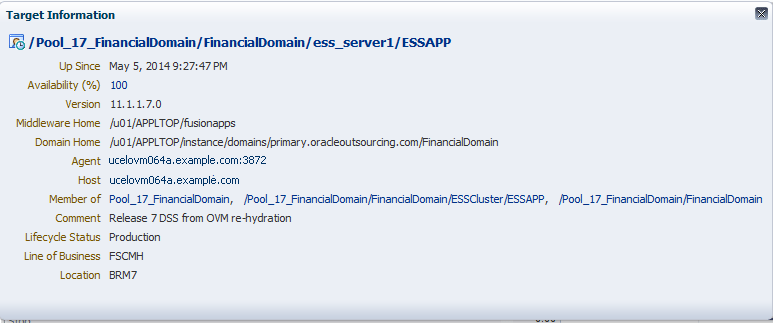 Target Information
/Pool_17_FinancialDomain/FinancialDomain/ess_server1/ESSAPP
Up Since May 5, 2014 9:27:47 PM
Availability (%) 100
Version 11.1.1.7.0
Middleware Home /u01/APPLTOP/fusionapps
Domain Home /u01/APPLTOP/instance/domains/primary.oracleoutsourcing.com/FinancialDomain
Agent ucelovm064a.example.com:3872
Host ucelovm064a.example.com
Member of Pool_17_FinancialDomain, /Pool_17_FinancialDomain/FinancialDomain/ESSCluster/ESSAPP, /Pool_17_FinancialDomain/FinancialDomain
Comment Release 7 DSS from OVM re-hydration
Lifecycle Status Production
Line of Business FSCMH
Location BRM7